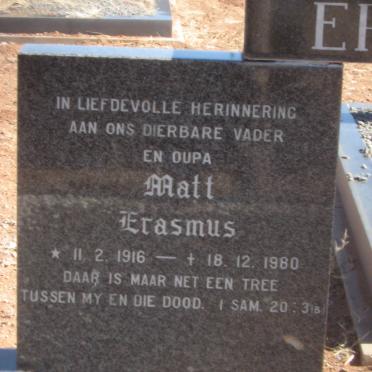 ER
IN LIEFDEVOLLE HERINNERING
AAN ONS DIERBARE VADER
EN OUPA
Matt
Erasmus
★ 11. 2. 1916 — ✝ 18. 12. 1980
DAAR IS MAAR NET EEN TREE
TUSSEN MY EN DIE DOOD. 1 SAM. 20:3(B)